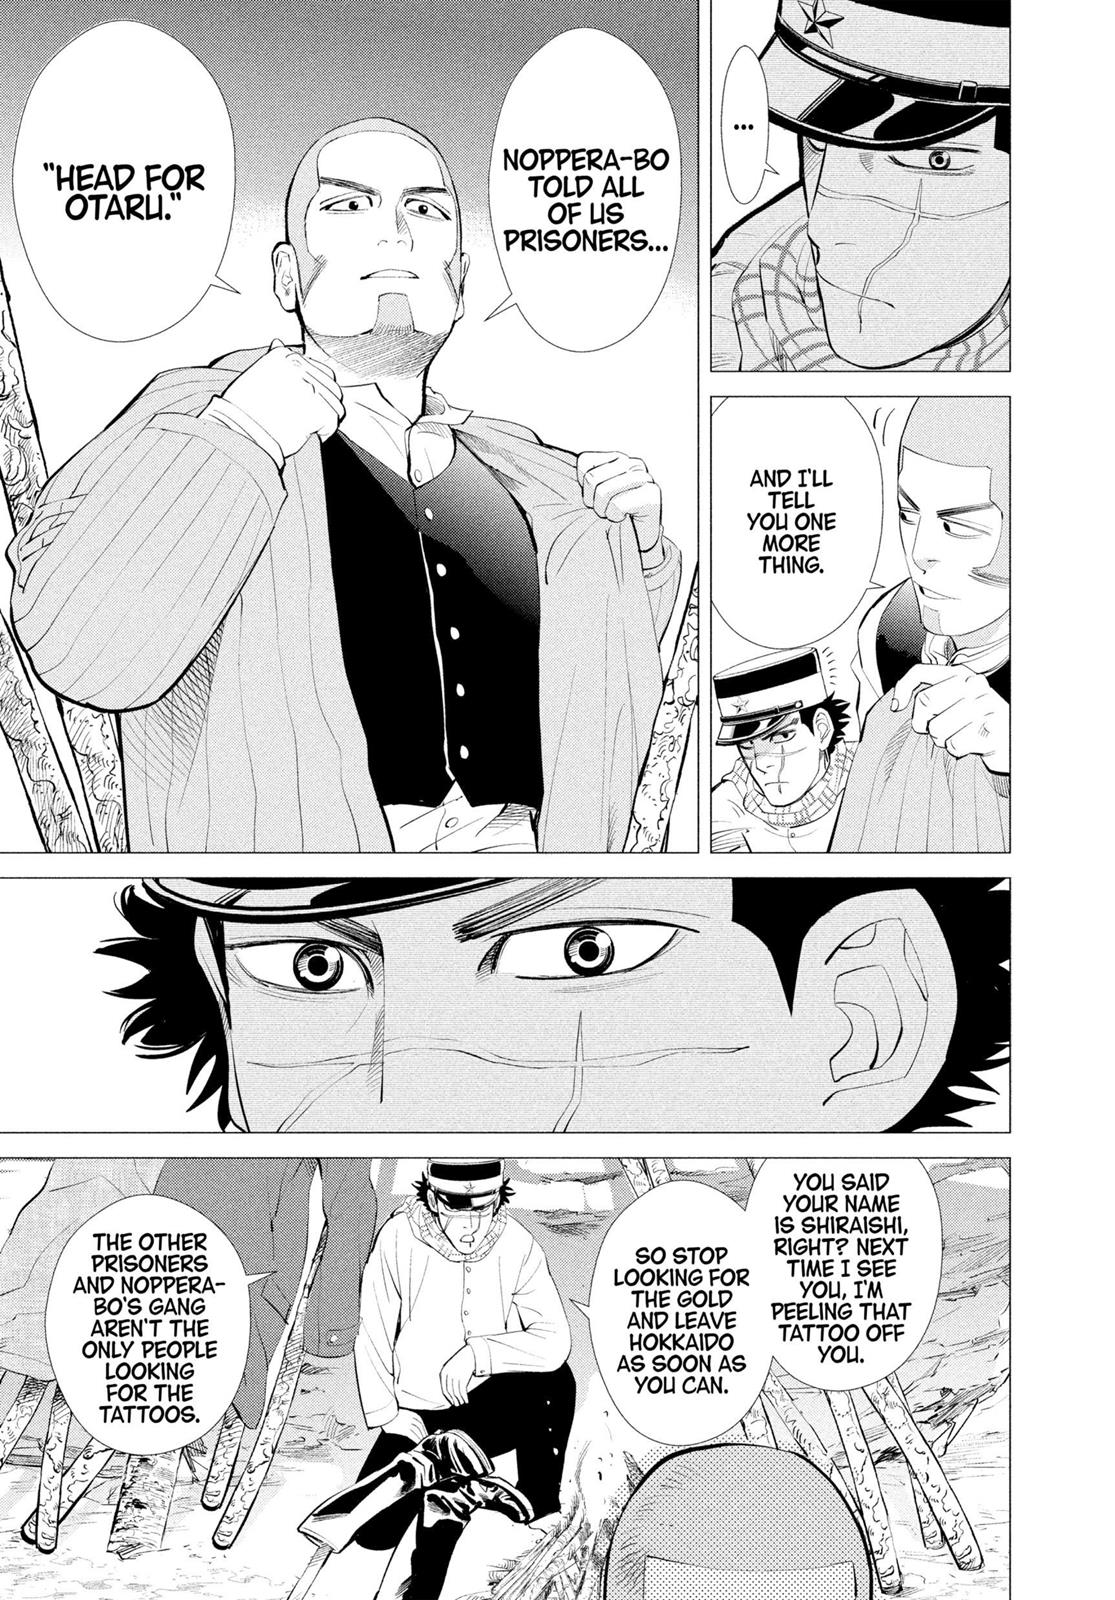 ...
AND I'LL
TELL
YOU ONE
MORE
THING.
NOPPERA-BO
TOLD ALL
OF US
PRISONERS...
"HEAD FOR
OTARU."
YOU SAID
YOUR NAME
IS SHIRAISHI,
RIGHT? NEXT
TIME I SEE
YOU, I'M
PEELING THAT
TATTOO OFF
YOU.
SO STOP
LOOKING FOR
THE GOLD
AND LEAVE
HOKKAIDO
AS SOON AS
YOU CAN.
THE OTHER
PRISONERS
AND NOPPERA-
BO'S GANG
AREN'T THE
ONLY PEOPLE
LOOKING
FOR THE
TATTOOS.